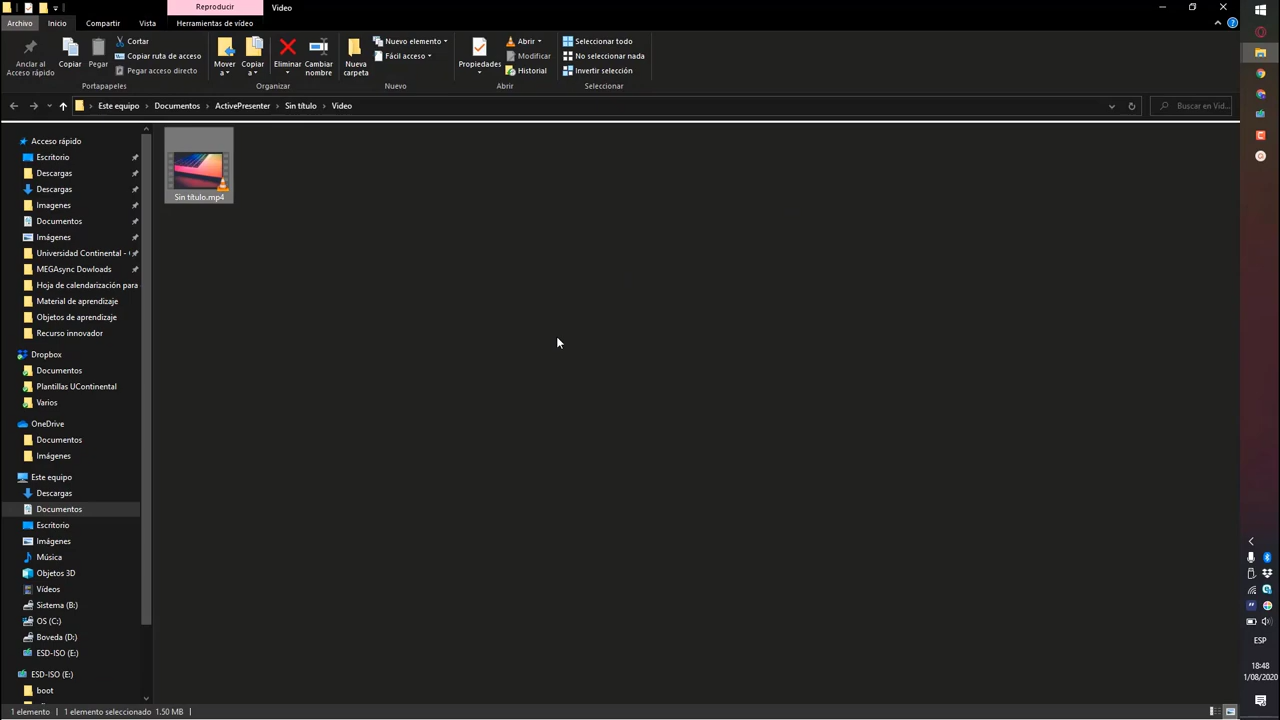 Reproducir
Video
Archivo
Inicio
Compartir
Vista
Herramientas de vídeo
Anclar al
Acceso rápido
Copiar
Pegar
Cortar
Copiar ruta de acceso
Pegar acceso directo
Portapapeles
Mover
a
Copiar
a
Eliminar
Cambiar
nombre
Organizar
Nueva
carpeta
Nuevo elemento
Fácil acceso
Nuevo
Propiedades
Abrir
Modificar
Historial
Abrir
Seleccionar todo
No seleccionar nada
Invertir selección
Seleccionar
Este equipo > Documentos > ActivePresenter > Sin título > Video
Buscar en Vid...
Acceso rápido
Escritorio
Descargas
Descargas
Imagenes
Documentos
Imágenes
Universidad Continental -
MEGAsync Dowloads
Hoja de calendarización para
Material de aprendizaje
Objetos de aprendizaje
Recurso innovador
Dropbox
Documentos
Plantillas UContinental
Varios
OneDrive
Documentos
Imágenes
Este equipo
Descargas
Documentos
Escritorio
Imágenes
Música
Objetos 3D
Vídeos
Sistema (B:)
OS (C:)
Boveda (D:)
ESD-ISO (E:)
ESD-ISO (E:)
boot
Sin título.mp4
1 elemento
1 elemento seleccionado 1.50 MB
ESP
18:48
1/08/2020